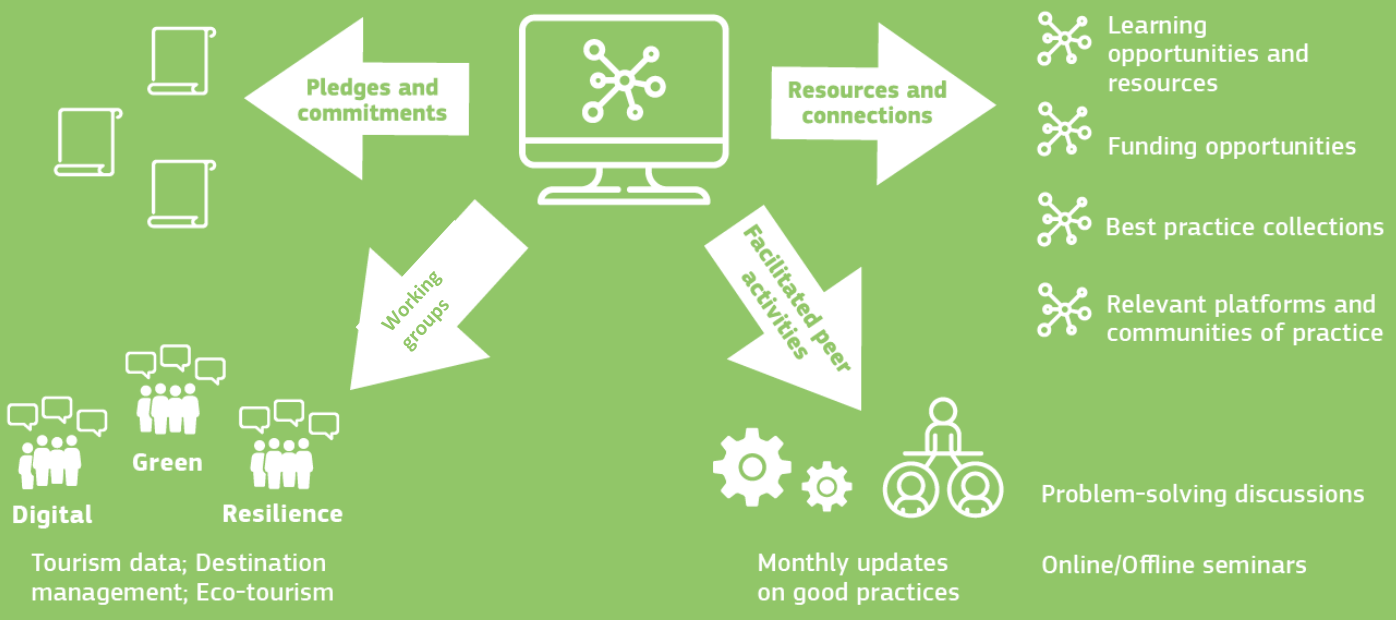 Pledges and
commitments
Resources and
connections
Learning
opportunities and
resources
Funding opportunities
Best practice collections
Relevant platforms and
communities of practice
Working
groups
Facilitated peer
activities
Green
Digital
Resilience
Tourism data; Destination
management; Eco-tourism
Monthly updates
on good practices
Problem-solving discussions
Online/Offline seminars